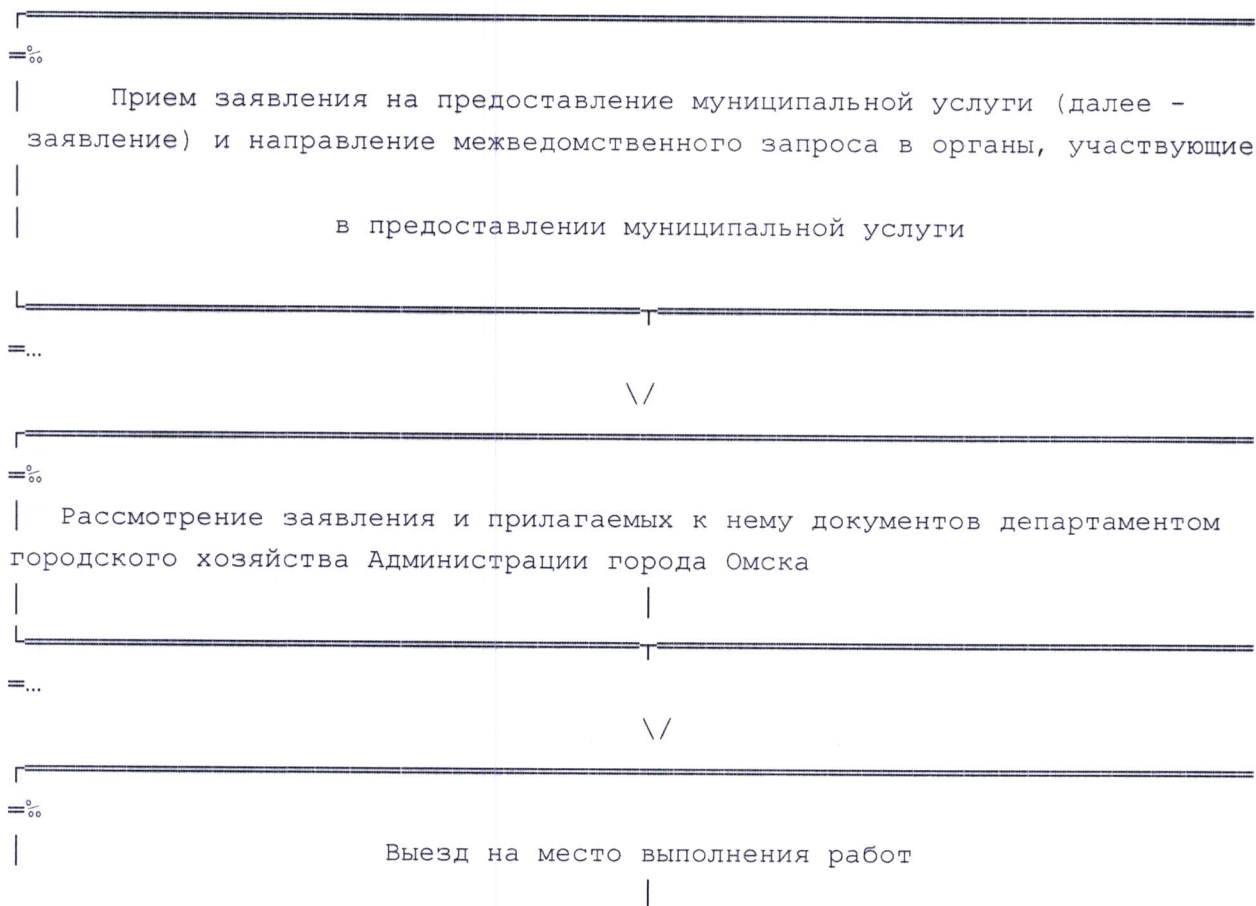 =‰
Прием заявления на предоставление муниципальной услуги (далее -
заявление) и направление межведомственного запроса в органы, участвующие
в предоставлении муниципальной услуги
=...
\/
=‰
Рассмотрение заявления и прилагаемых к нему документов департаментом
городского хозяйства Администрации города Омска
=...
\/
=‰
Выезд на место выполнения работ